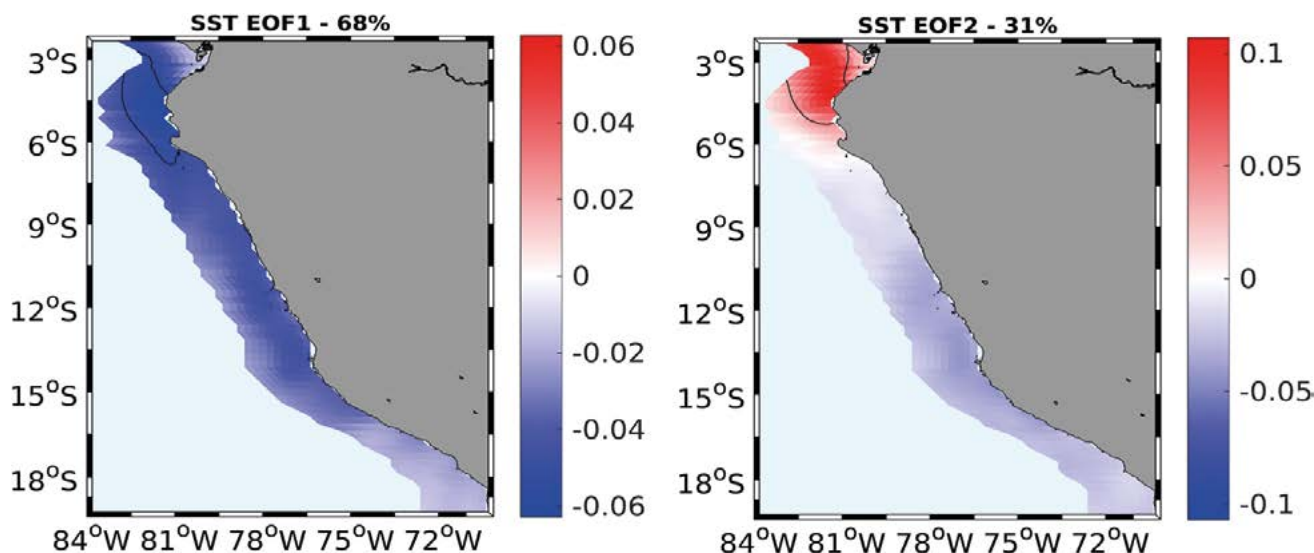 SST EOF1 - 68%
3°S
6°S
9°S
12°S
15°S
18°S
84°W 81°W 78°W 75°W 72°W
0.06
0.04
0.02
0
-0.02
-0.04
-0.06
SST EOF2 - 31%
3°S
6°S
9°S
12°S
15°S
18°S
84°W 81°W 78°W 75°W 72°W
0.1
0.05
0
-0.05
-0.1